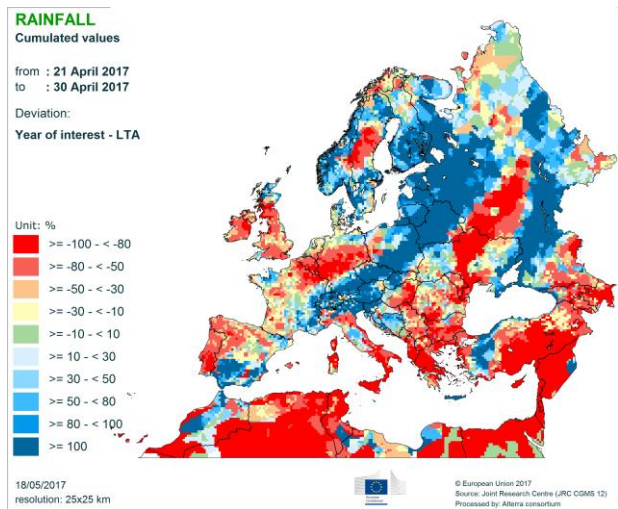 RAINFALL
Cumulated values
from : 21 April 2017
to : 30 April 2017
Deviation:
Year of interest - LTA
Unit: %
>= -100 - < -80
>= -80 - < -50
>= -50 - < -30
>= -30 - < -10
>= -10 - < 10
>= 10 - < 30
>= 30 - < 50
>= 50 - < 80
>= 80 - < 100
>= 100
18/05/2017
resolution: 25x25 km
European
Commission
© European Union 2017
Source: Joint Research Centre (JRC CGMS 12)
Processed by: Alterra consortium